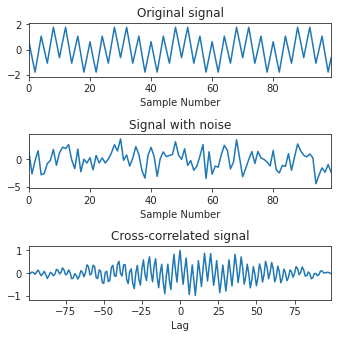 Original signal
2
0
−2
0 20 40 60 80
Sample Number
Signal with noise
0
−5
0 20 40 60 80
Sample Number
Cross-correlated signal
1
0
−1
−75 −50 −25 0 25 50 75
Lag